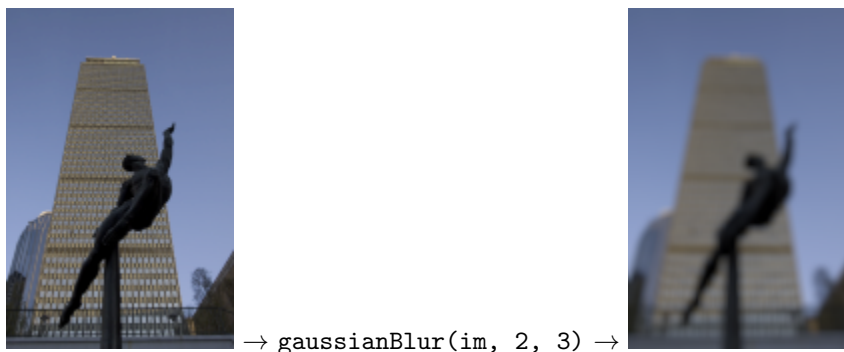 → gaussianBlur(im, 2, 3) →